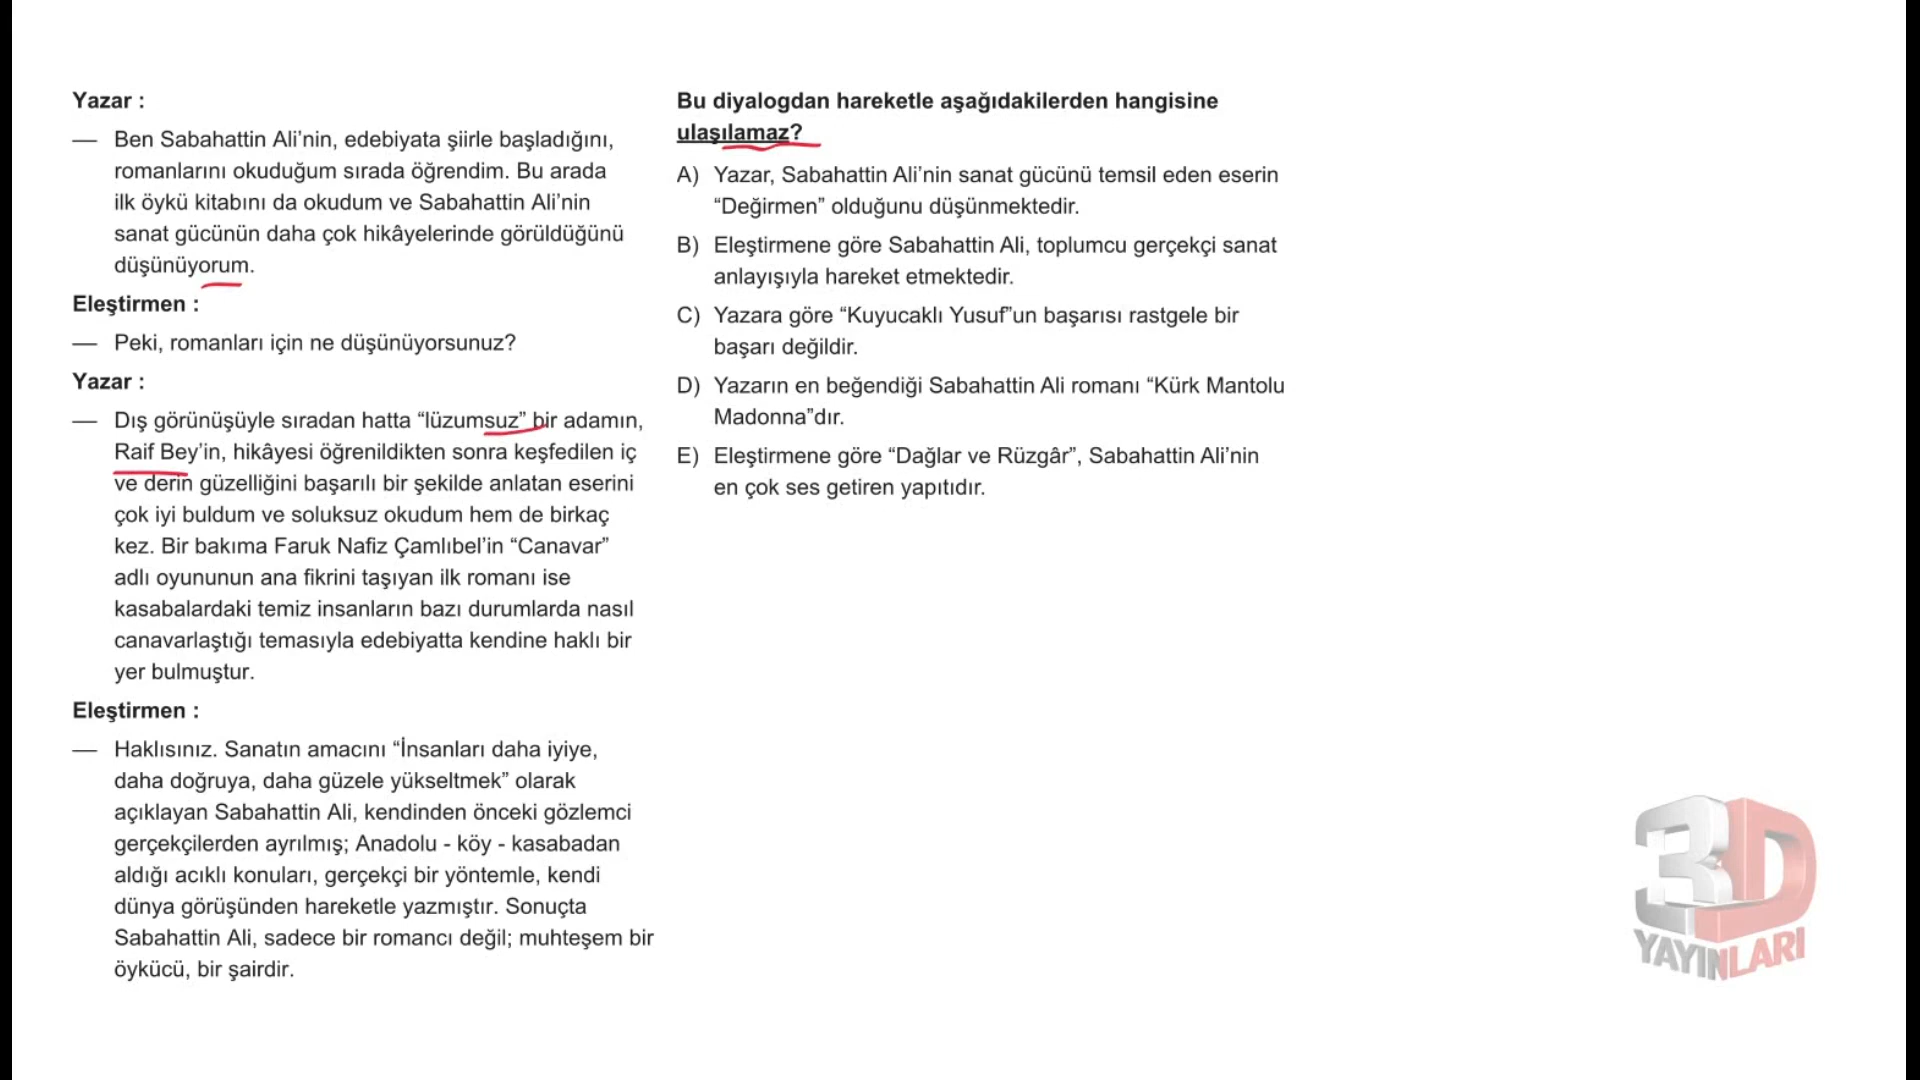 Yazar :
— Ben Sabahattin Ali’nin, edebiyata şiirle başladığını,
romanlarını okuduğum sırada öğrendim. Bu arada
ilk öykü kitabını da okudum ve Sabahattin Ali’nin
sanat gücünün daha çok hikâyelerinde görüldüğünü
düşünüyorum.
Eleştirmen :
— Peki, romanları için ne düşünüyorsunuz?
Yazar :
— Dış görünüşüyle sıradan hatta “lüzumsuz” bir adamın,
Raif Bey’in, hikâyesi öğrenildikten sonra keşfedilen iç
ve derin güzelliğini başarılı bir şekilde anlatan eserini
çok iyi buldum ve soluksuz okudum hem de birkaç
kez. Bir bakıma Faruk Nafiz Çamlıbel’in “Canavar”
adlı oyununun ana fikrini taşıyan ilk romanı ise
kasabalardaki temiz insanların bazı durumlarda nasıl
canavarlaştığı temasıyla edebiyatta kendine haklı bir
yer bulmuştur.
Eleştirmen :
— Haklısınız. Sanatın amacını “İnsanları daha iyiye,
daha doğruya, daha güzele yükseltmek” olarak
açıklayan Sabahattin Ali, kendinden önceki gözlemci
gerçekçilerden ayrılmış; Anadolu - köy - kasabadan
aldığı acıklı konuları, gerçekçi bir yöntemle, kendi
dünya görüşünden hareketle yazmıştır. Sonuçta
Sabahattin Ali, sadece bir romancı değil; muhteşem bir
öykücü, bir şairdir.
Bu diyalogdan hareketle aşağıdakilerden hangisine
ulaşılamaz?
A) Yazar, Sabahattin Ali’nin sanat gücünü temsil eden eserin
“Değirmen” olduğunu düşünmektedir.
B) Eleştirmene göre Sabahattin Ali, toplumcu gerçekçi sanat
anlayışıyla hareket etmektedir.
C) Yazara göre “Kuyucaklı Yusuf”un başarısı rastgele bir
başarı değildir.
D) Yazarın en beğendiği Sabahattin Ali romanı “Kürk Mantolu
Madonna”dır.
E) Eleştirmene göre “Dağlar ve Rüzgâr”, Sabahattin Ali’nin
en çok ses getiren yapıtıdır.
3D
YAYINLARI